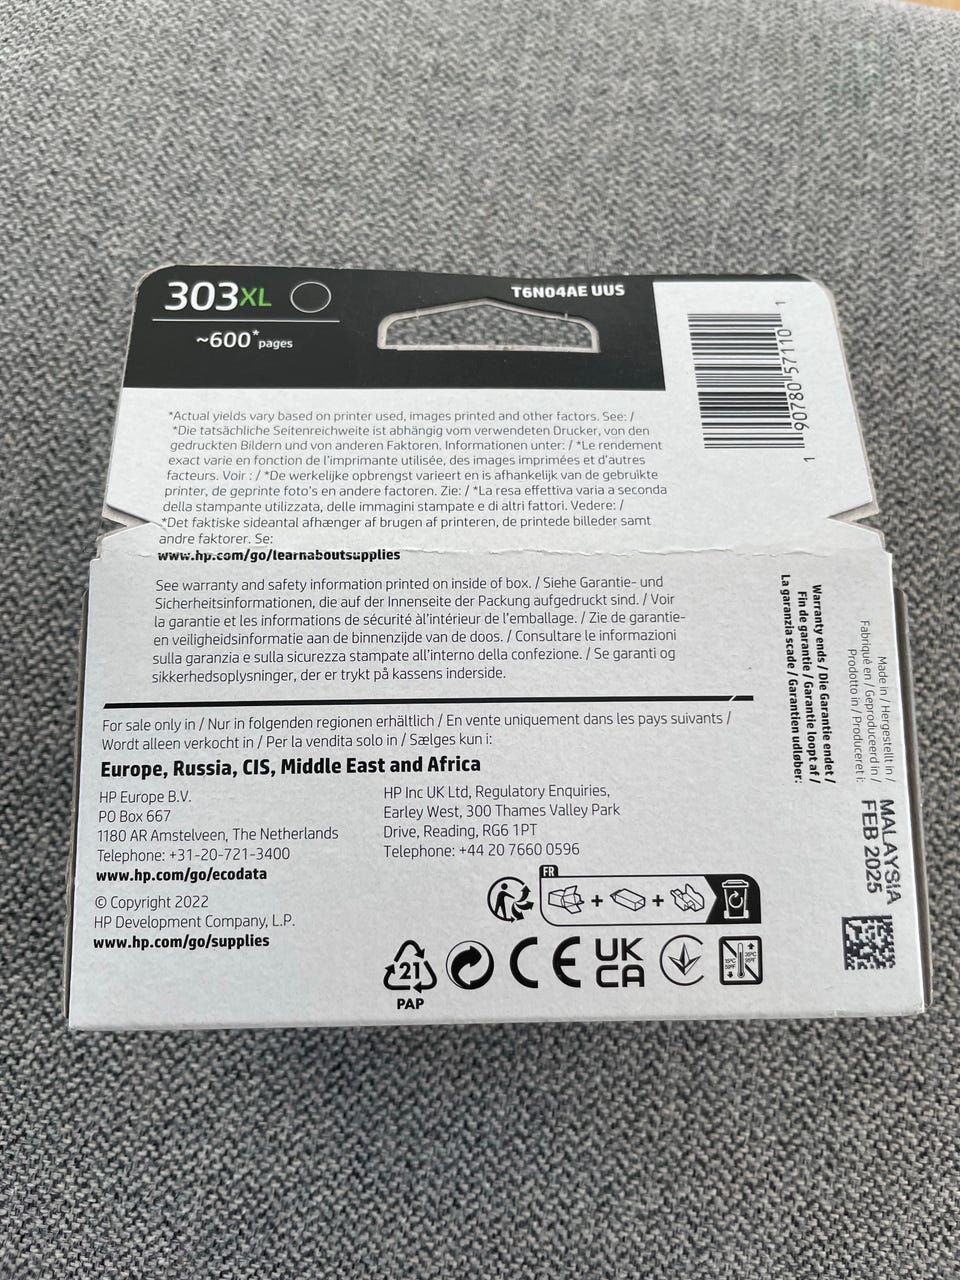 303XL
T6N04AE UUS
~600* pages
1 90780 57110 1
*Actual yields vary based on printer used, images printed and other factors. See: /
*Die tatsächliche Seitenreichweite ist abhängig vom verwendeten Drucker, von den
gedruckten Bildern und von anderen Faktoren. Informationen unter: / *Le rendement
exact varie en fonction de l'imprimante utilisée, des images imprimées et d'autres
facteurs. Voir : / *De werkelijke opbrengst varieert en is afhankelijk van de gebruikte
printer, de geprinte foto's en andere factoren. Zie: / *La resa effettiva varia a seconda
della stampante utilizzata, delle immagini stampate e di altri fattori. Vedere: /
*Det faktiske sideantal afhænger af brugen af printeren, de printede billeder samt
andre faktorer. Se:
www.hp.com/go/learnaboutsupplies
See warranty and safety information printed on inside of box. / Siehe Garantie- und
Sicherheitsinformationen, die auf der Innenseite der Packung aufgedruckt sind. / Voir
la garantie et les informations de sécurité àl'intérieur de l'emballage. / Zie de garantie-
en veiligheidsinformatie aan de binnenzijde van de doos. / Consultare le informazioni
sulla garanzia e sulla sicurezza stampate all'interno della confezione. / Se garanti og
sikkerhedsoplysninger, der er trykt på kassens inderside.
For sale only in / Nur in folgenden regionen erhältlich / En vente uniquement dans les pays suivants /
Wordt alleen verkocht in / Per la vendita solo in / Sælges kun i:
Europe, Russia, CIS, Middle East and Africa
HP Europe B.V.
PO Box 667
1180 AR Amstelveen, The Netherlands
Telephone: +31-20-721-3400
www.hp.com/go/ecodata
© Copyright 2022
HP Development Company, L.P.
www.hp.com/go/supplies
HP Inc UK Ltd, Regulatory Enquiries,
Earley West, 300 Thames Valley Park
Drive, Reading, RG6 1PT
Telephone: +44 20 7660 0596
FR
21
PAP
CE
UK
CA
15°C
59°F
35°C
95°F
Made in / Hergestellt in /
Fabriqué en / Geproduceerd in /
Prodotto in / Produceret i:
MALAYSIA
Warranty ends / Die Garantie endet /
Fin de garantie / Garantie loopt af /
La garanzia scade / Garantien udløber:
FEB 2025